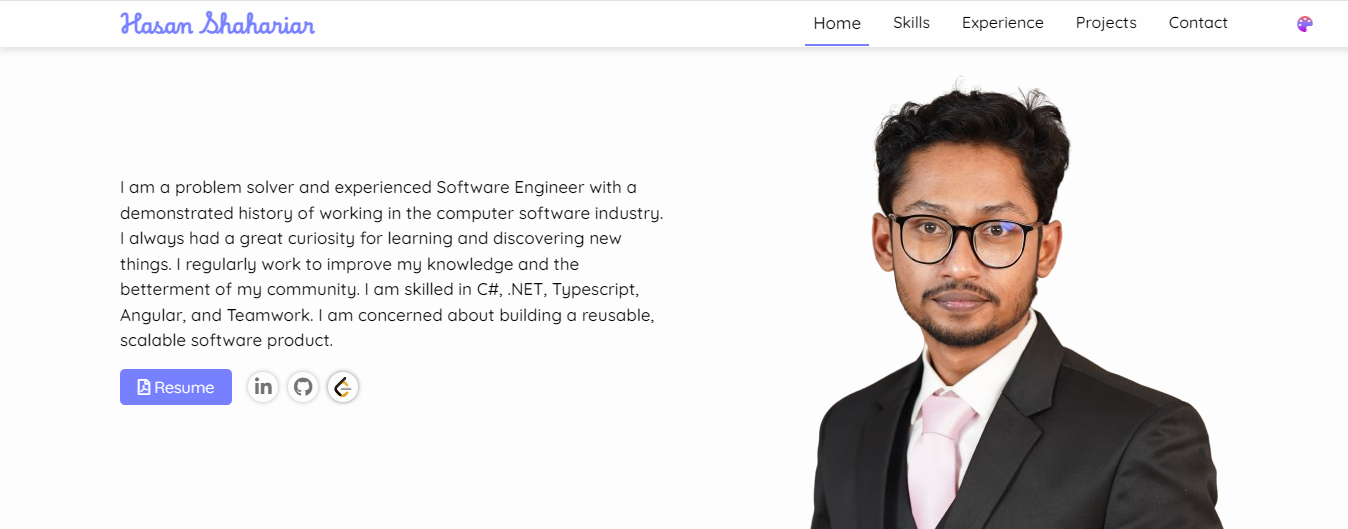 Hasan Shahariar
Home
Skills
Experience
Projects
Contact
I am a problem solver and experienced Software Engineer with a
demonstrated history of working in the computer software industry.
I always had a great curiosity for learning and discovering new
things. I regularly work to improve my knowledge and the
betterment of my community. I am skilled in C#, .NET, Typescript,
Angular, and Teamwork. I am concerned about building a reusable,
scalable software product.
Resume
in